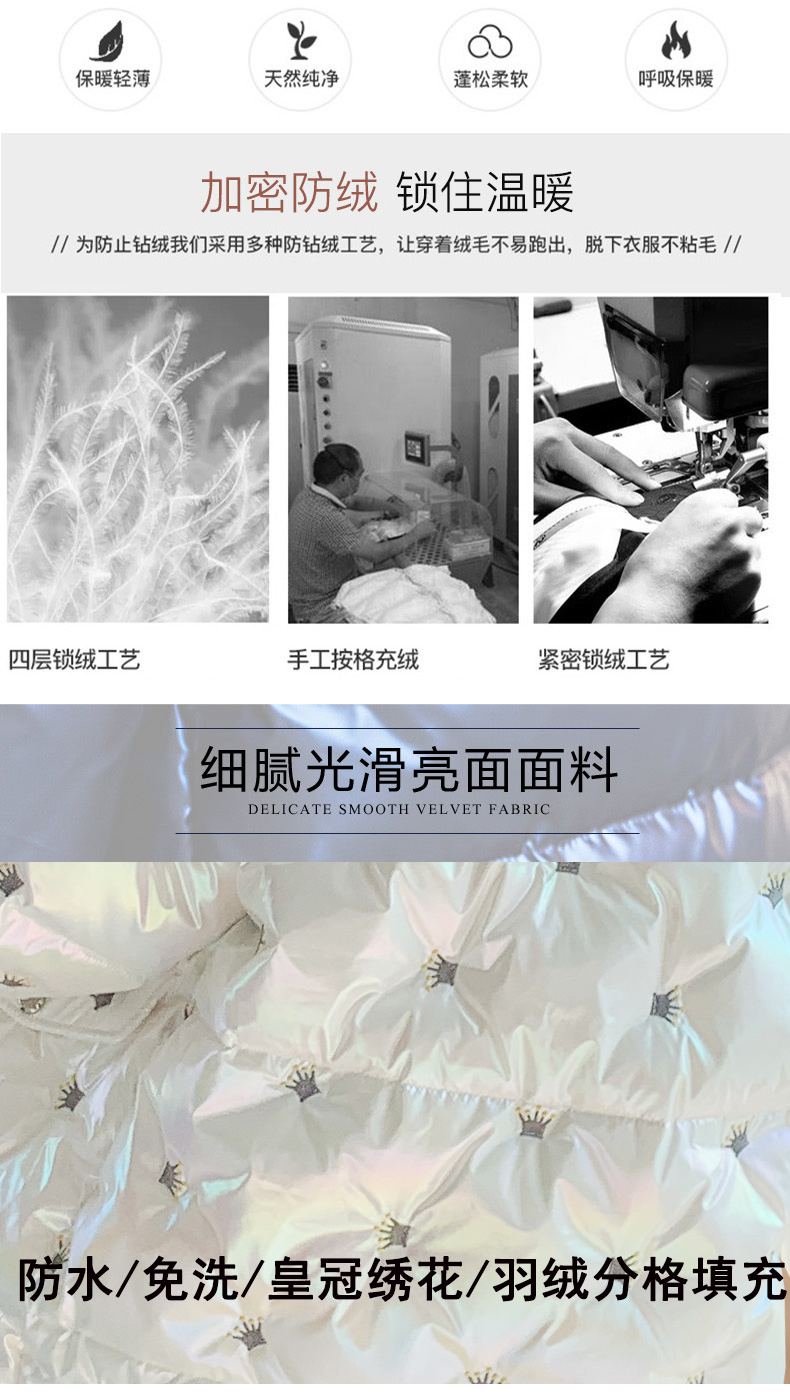 保暖轻薄
天然纯净
蓬松柔软
呼吸保暖
加密防绒 锁住温暖
// 为防止钻绒我们采用多种防钻绒工艺，让穿着绒毛不易跑出，脱下衣服不粘毛 //
四层锁绒工艺
手工按格充绒
紧密锁绒工艺
细腻光滑亮面面料
DELICATE SMOOTH VELVET FABRIC
防水/免洗/皇冠绣花/羽绒分格填充